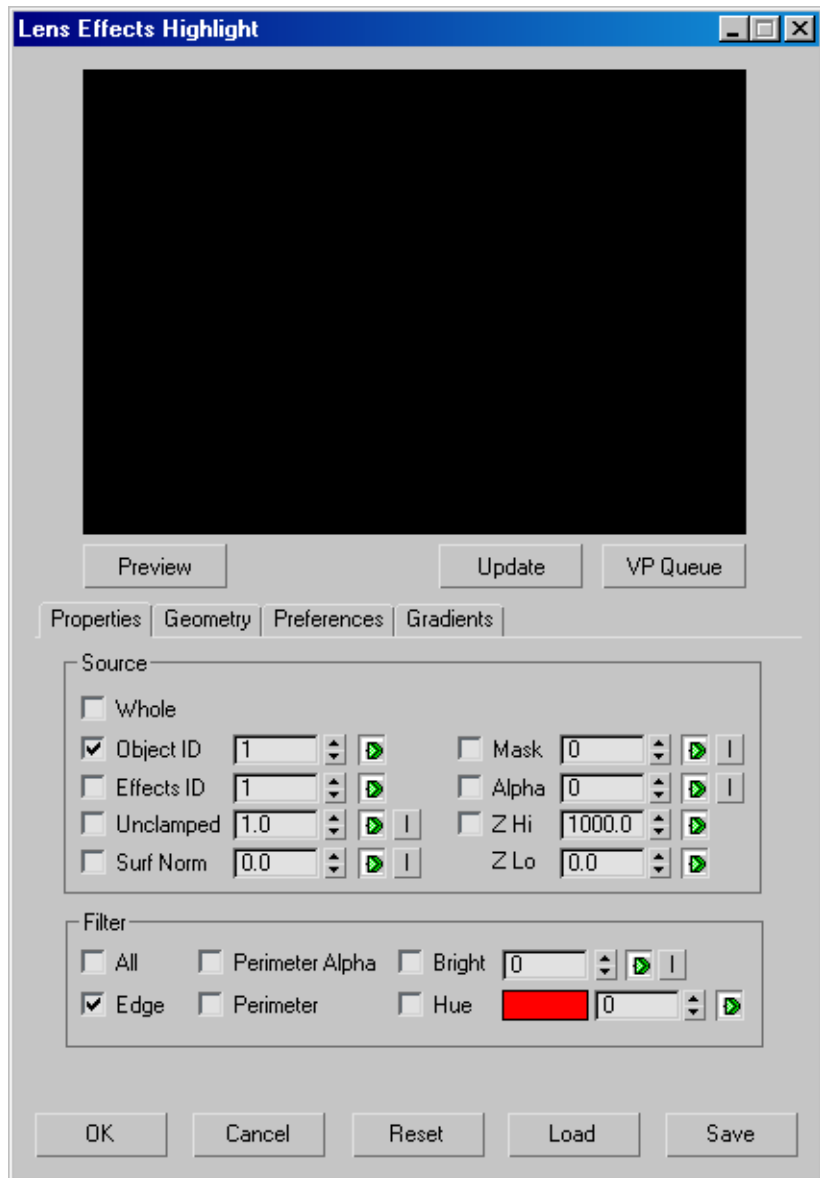 Lens Effects Highlight
Preview Update VP Queue
Properties Geometry Preferences Gradients
Source
Whole
Object ID 1 Mask 0 I
Effects ID 1 Alpha 0 I
Unclamped 1.0 I Z Hi 1000.0
Surf Norm 0.0 I Z Lo 0.0
Filter
All Perimeter Alpha Bright 0 I
Edge Perimeter Hue 0
OK Cancel Reset Load Save